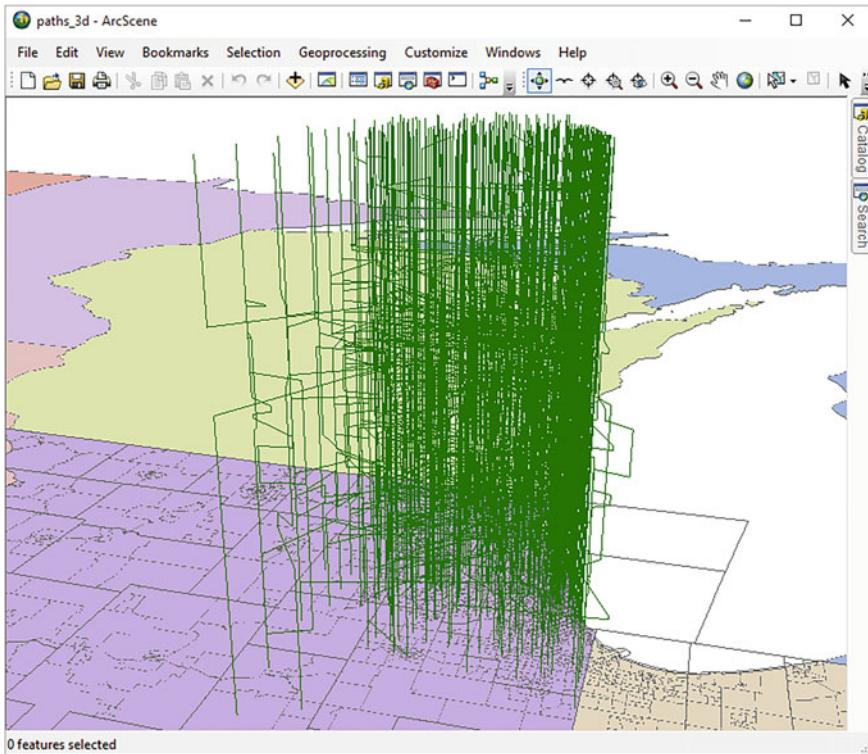 paths_3d - ArcScene
File Edit View Bookmarks Selection Geoprocessing Customize Windows Help
Catalog
Search
0 features selected